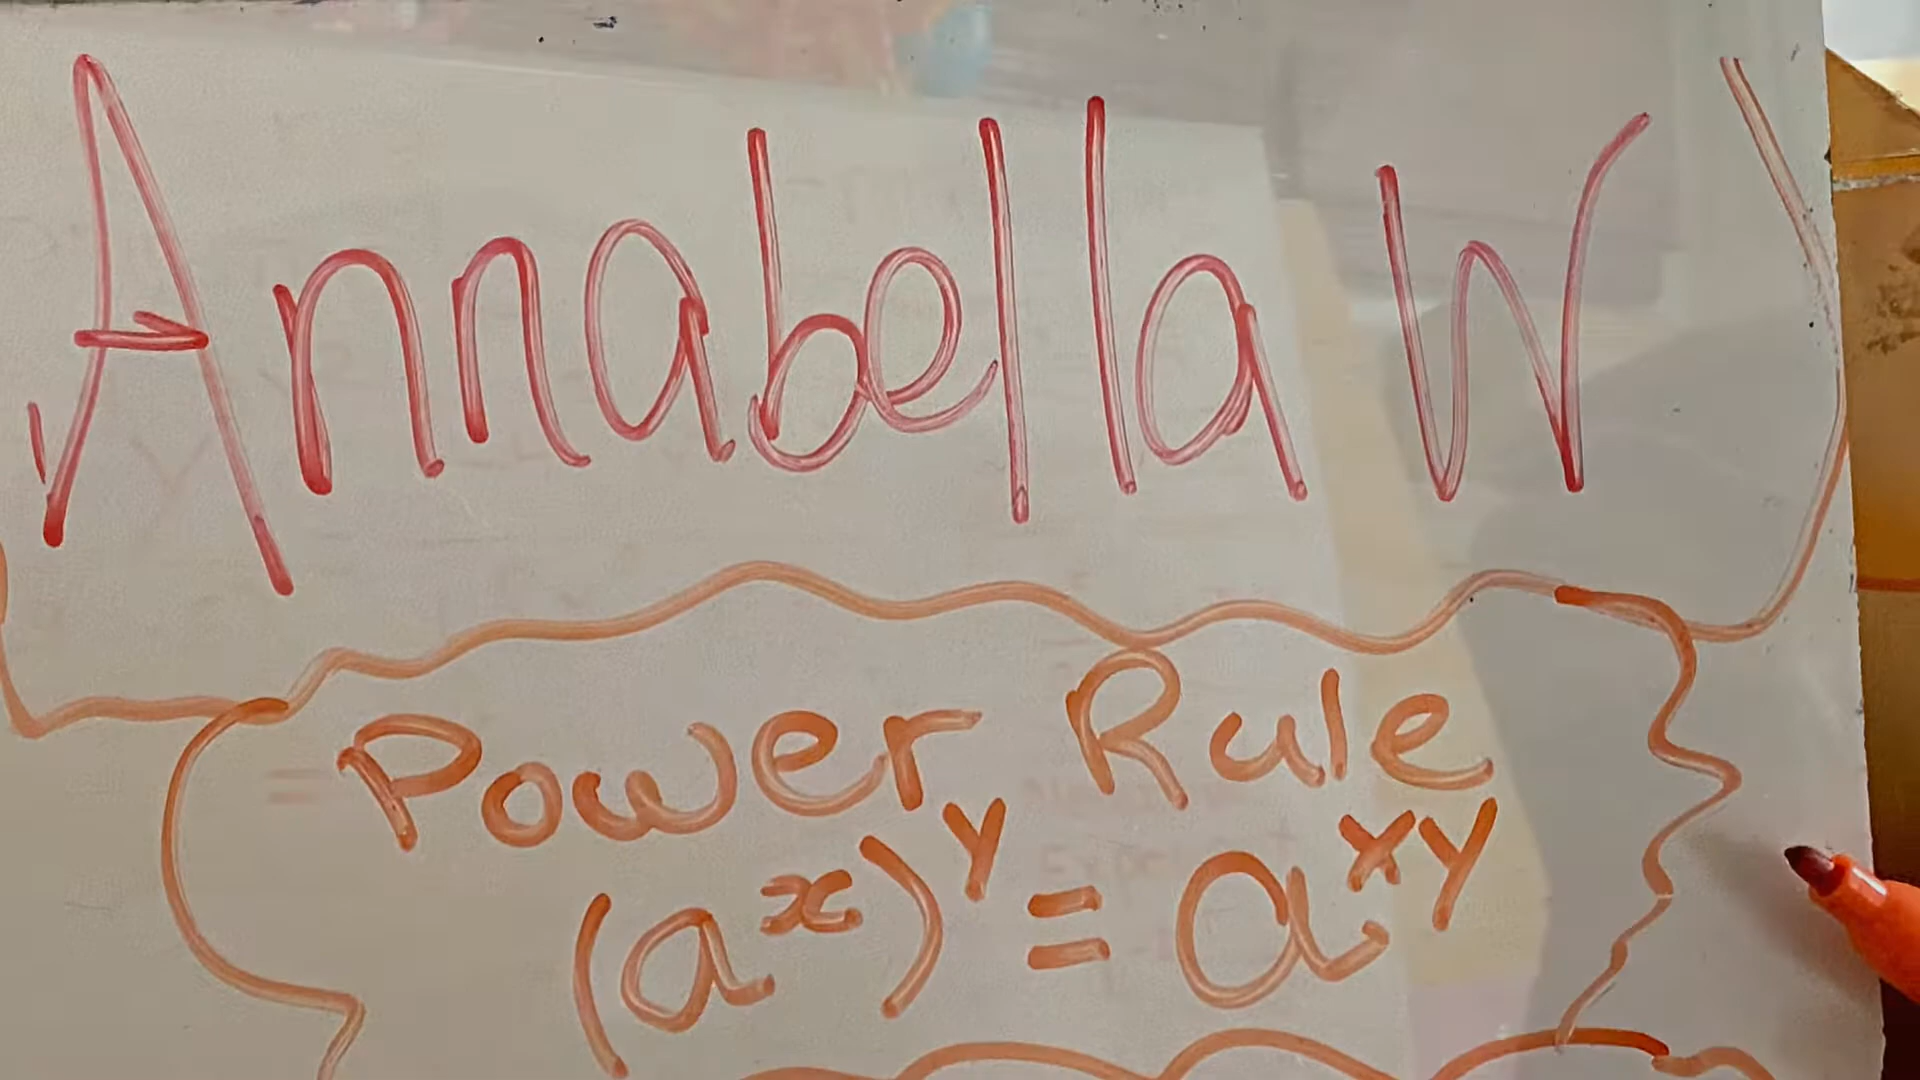 Annabella W
Power Rule
(a^x)^y = a^xy